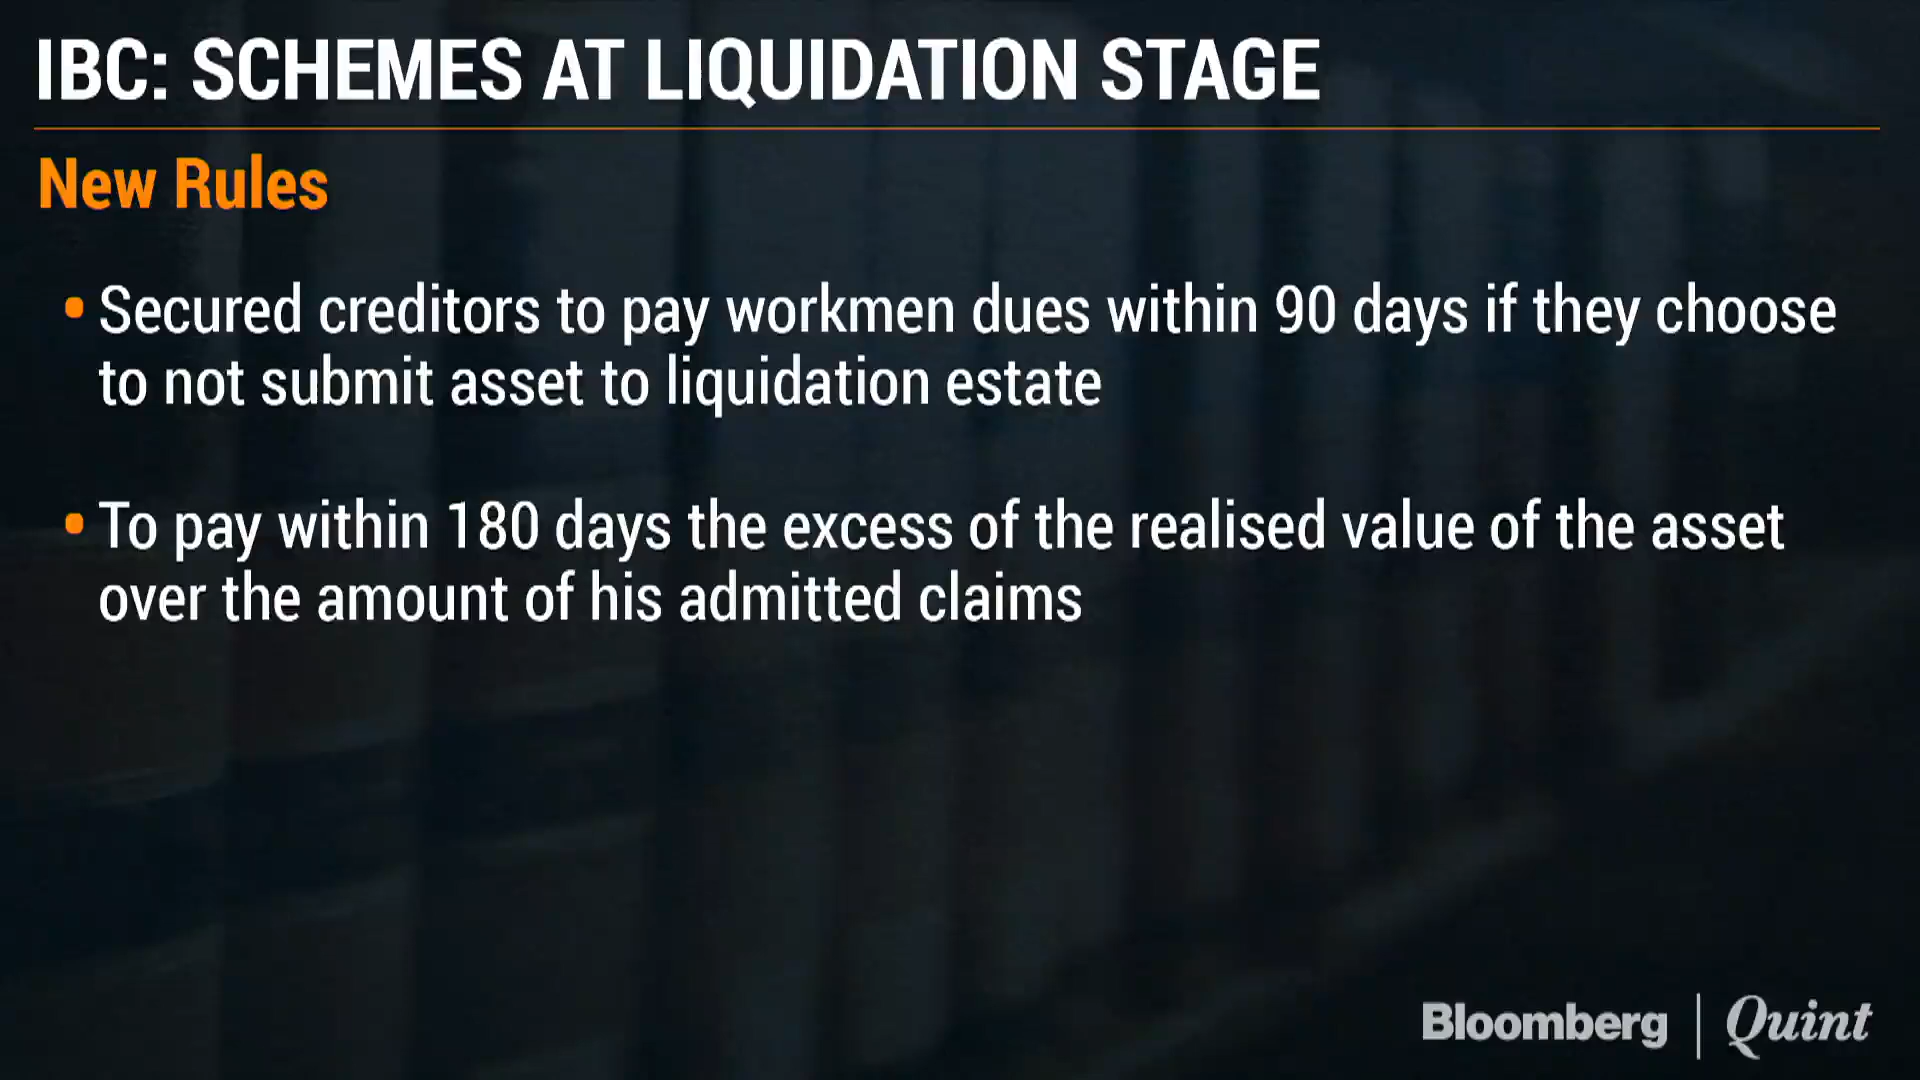 IBC: SCHEMES AT LIQUIDATION STAGE
New Rules
• Secured creditors to pay workmen dues within 90 days if they choose
to not submit asset to liquidation estate
• To pay within 180 days the excess of the realised value of the asset
over the amount of his admitted claims
Bloomberg | Quint